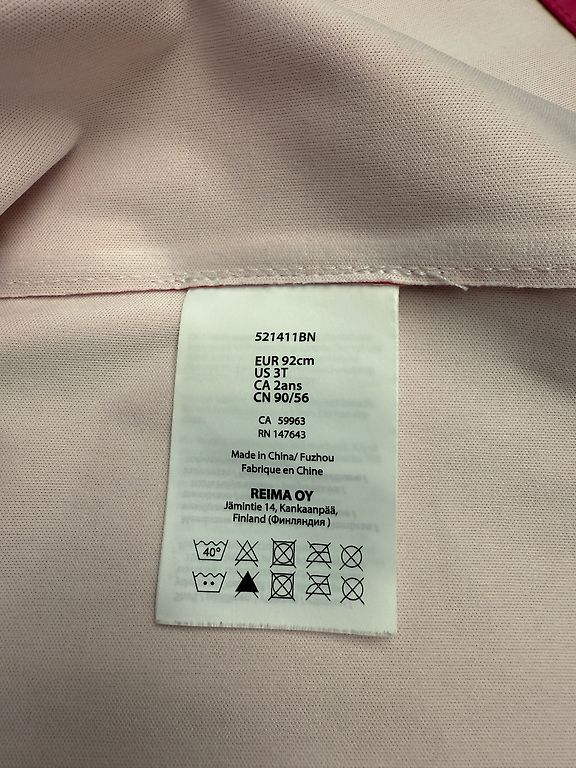 521411BN
EUR 92cm
US 3T
CA 2ans
CN 90/56
CA 59963
RN 147643
Made in China/ Fuzhou
Fabrique en Chine
REIMA OY
Jämintie 14, Kankaanpää,
Finland (Финляндия )
40°